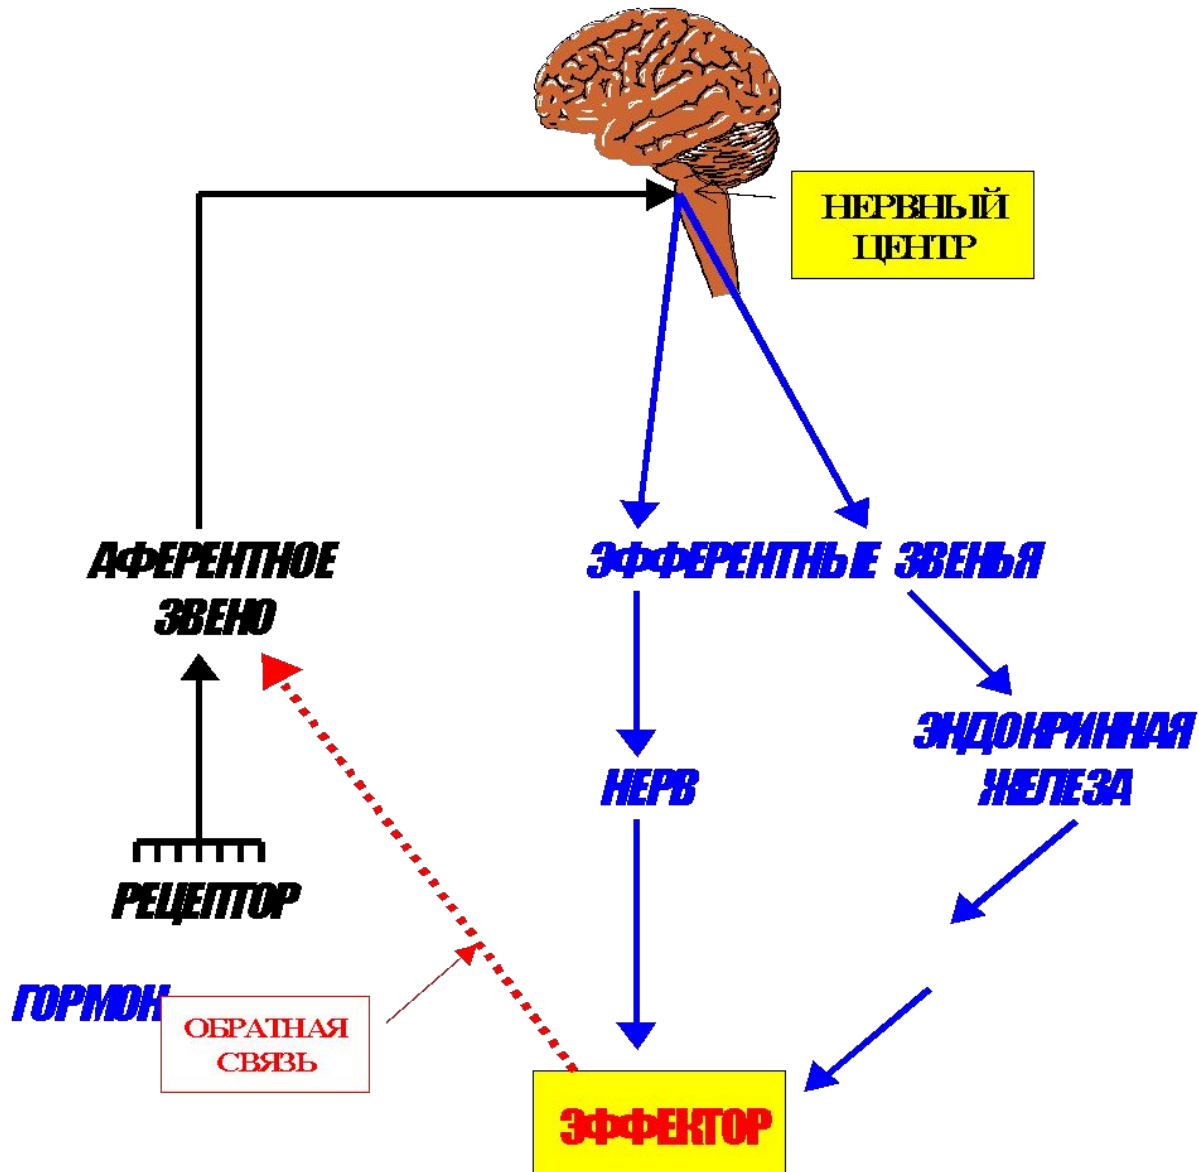 НЕРВНЫЙ
ЦЕНТР
АФЕРЕНТНОЕ
ЗВЕНО
ЭФФЕРЕНТНЫЕ ЗВЕНЬЯ
ЭНДОКРИННАЯ
ЖЕЛЕЗА
НЕРВ
РЕЦЕПТОР
ГОРМОН
ОБРАТНАЯ
СВЯЗЬ
ЭФФЕКТОР